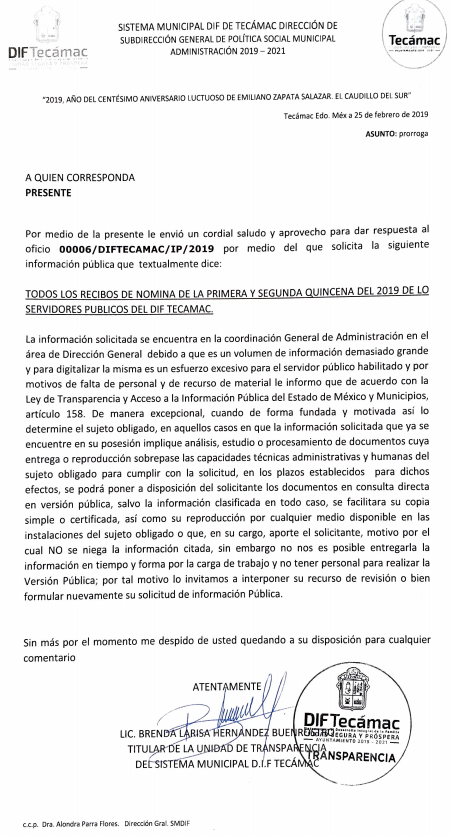 SISTEMA MUNICIPAL DIF DE TECÁMAC DIRECCIÓN DE
SUBDIRECCIÓN GENERAL DE POLÍTICA SOCIAL MUNICIPAL
ADMINISTRACIÓN 2019 – 2021
DIF Tecámac
Tecámac
"2019, AÑO DEL CENTÉSIMO ANIVERSARIO LUCTUOSO DE EMILIANO ZAPATA SALAZAR. EL CAUDILLO DEL SUR"
Tecámac Edo. Méx a 25 de febrero de 2019
ASUNTO: prorroga
A QUIEN CORRESPONDA
PRESENTE
Por medio de la presente le envió un cordial saludo y aprovecho para dar respuesta al
oficio 00006/DIFTECAMAC/IP/2019 por medio del que solicita la siguiente
información pública que textualmente dice:
TODOS LOS RECIBOS DE NOMINA DE LA PRIMERA Y SEGUNDA QUINCENA DEL 2019 DE LO
SERVIDORES PUBLICOS DEL DIF TECAMAC.
La información solicitada se encuentra en la coordinación General de Administración en el
área de Dirección General debido a que es un volumen de información demasiado grande
y para digitalizar la misma es un esfuerzo excesivo para el servidor público habilitado y por
motivos de falta de personal y de recurso de material le informo que de acuerdo con la
Ley de Transparencia y Acceso a la Información Pública del Estado de México y Municipios,
artículo 158. De manera excepcional, cuando de forma fundada y motivada así lo
determine el sujeto obligado, en aquellos casos en que la información solicitada que ya se
encuentre en su posesión implique análisis, estudio o procesamiento de documentos cuya
entrega o reproducción sobrepase las capacidades técnicas administrativas y humanas del
sujeto obligado para cumplir con la solicitud, en los plazos establecidos para dichos
efectos, se podrá poner a disposición del solicitante los documentos en consulta directa
en versión pública, salvo la información clasificada en todo caso, se facilitara su copia
simple o certificada, así como su reproducción por cualquier medio disponible en las
instalaciones del sujeto obligado o que, en su cargo, aporte el solicitante, motivo por el
cual NO se niega la información citada, sin embargo no nos es posible entregarla la
información en tiempo y forma por la carga de trabajo y no tener personal para realizar la
Versión Pública; por tal motivo lo invitamos a interponer su recurso de revisión o bien
formular nuevamente su solicitud de información Pública.
Sin más por el momento me despido de usted quedando a su disposición para cualquier
comentario
ATENTAMENTE
LIC. BRENDA LARISA HERNÁNDEZ BUENROSTRO
TITULAR DE LA UNIDAD DE TRANSPARENCIA
DEL SISTEMA MUNICIPAL D.I.F TECÁMAC
DIF Tecámac
Desarrollo Integral de la Familia
SEGURA Y PRÓSPERA
AYUNTAMIENTO 2019 - 2021
TRANSPARENCIA
c.c.p. Dra. Alondra Parra Flores. Dirección Gral. SMDIF